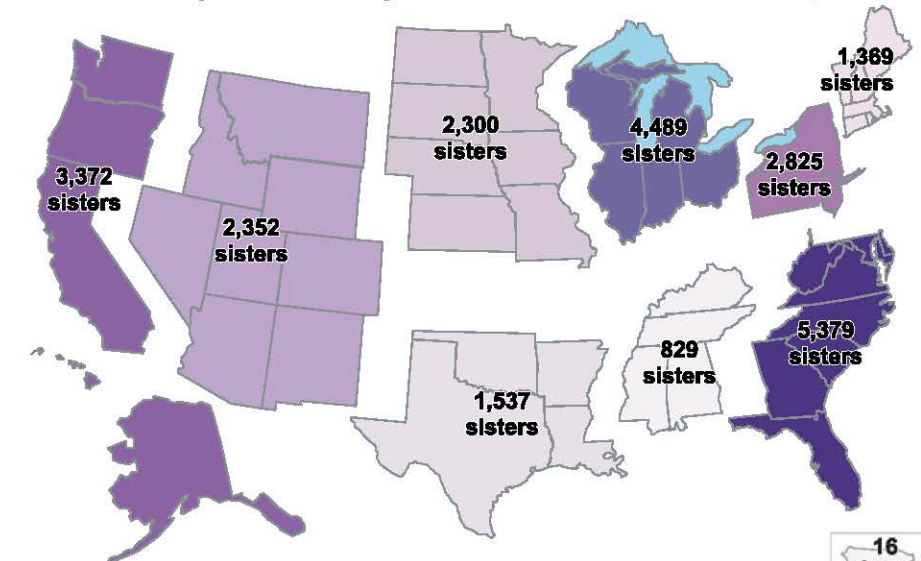 1,369
sisters
2,300
sisters
4,489
sisters
2,825
sisters
3,372
sisters
2,352
sisters
5,379
sisters
829
sisters
1,537
sisters
16